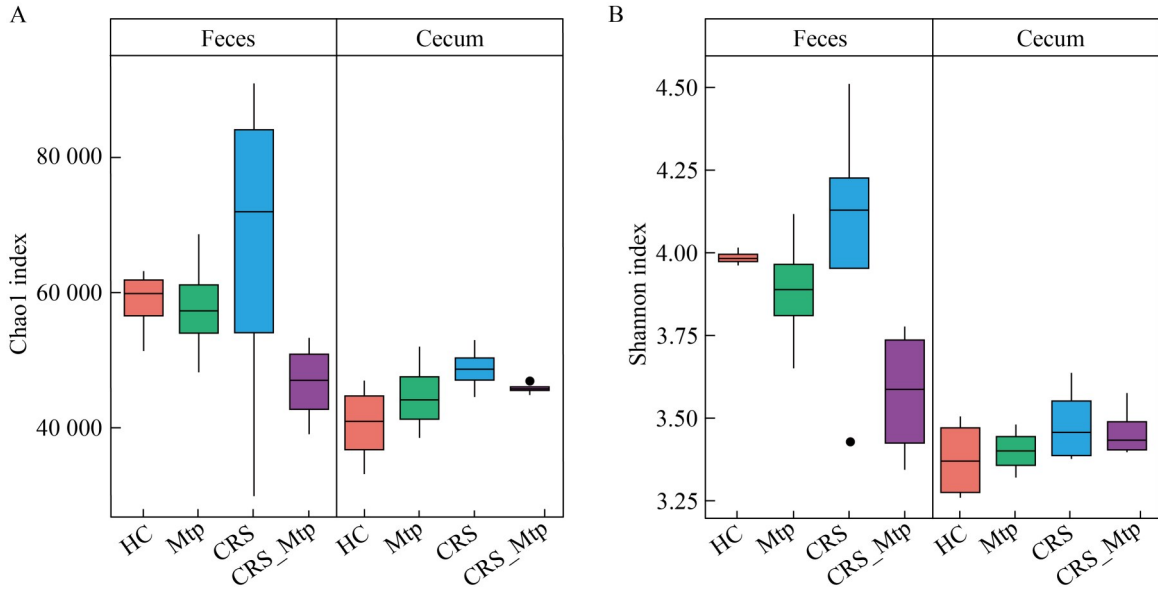 A
Feces Cecum
Chao1 index
80 000
60 000
40 000
HC Mtp CRS CRS_Mtp HC Mtp CRS CRS_Mtp
B
Feces Cecum
Shannon index
4.50
4.25
4.00
3.75
3.50
3.25
HC Mtp CRS CRS_Mtp HC Mtp CRS CRS_Mtp